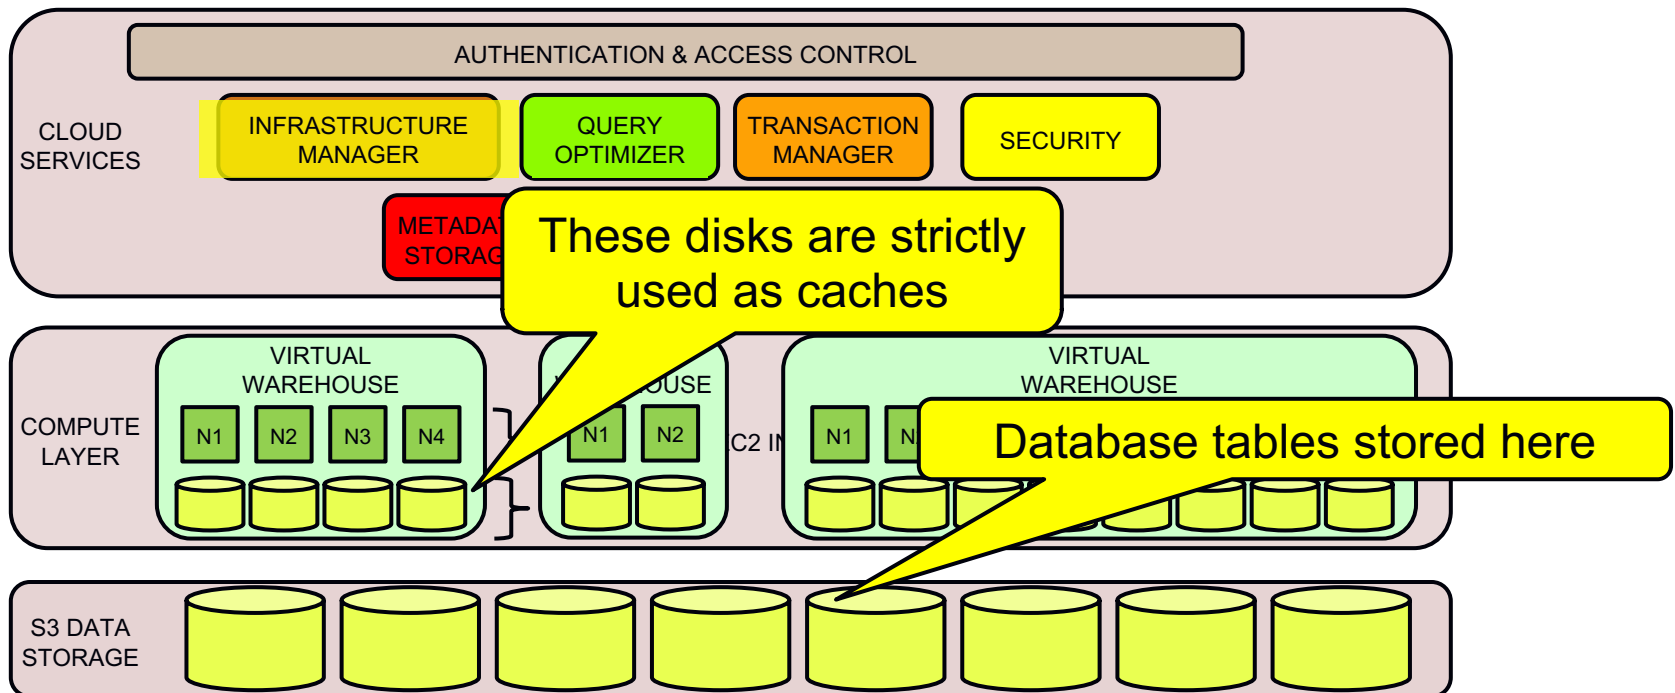 AUTHENTICATION & ACCESS CONTROL
CLOUD
SERVICES
INFRASTRUCTURE
MANAGER
QUERY
OPTIMIZER
TRANSACTION
MANAGER
SECURITY
These disks are strictly
used as caches
COMPUTE
LAYER
VIRTUAL
WAREHOUSE
N1 N2 N3 N4
N1 N2
VIRTUAL
WAREHOUSE
N1
Database tables stored here
S3 DATA
STORAGE